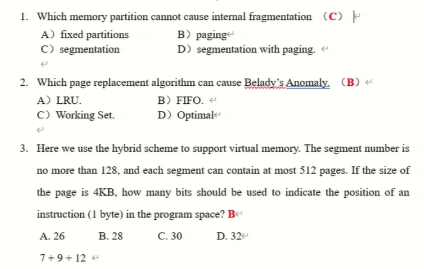 1. Which memory partition cannot cause internal fragmentation （C）
A）fixed partitions B）paging
C）segmentation D）segmentation with paging.
2. Which page replacement algorithm can cause Belady's Anomaly. （B）
A）LRU. B）FIFO.
C）Working Set. D）Optimal
3. Here we use the hybrid scheme to support virtual memory. The segment number is
no more than 128, and each segment can contain at most 512 pages. If the size of
the page is 4KB, how many bits should be used to indicate the position of an
instruction (1 byte) in the program space? B
A. 26 B. 28 C. 30 D. 32
7 + 9 + 12